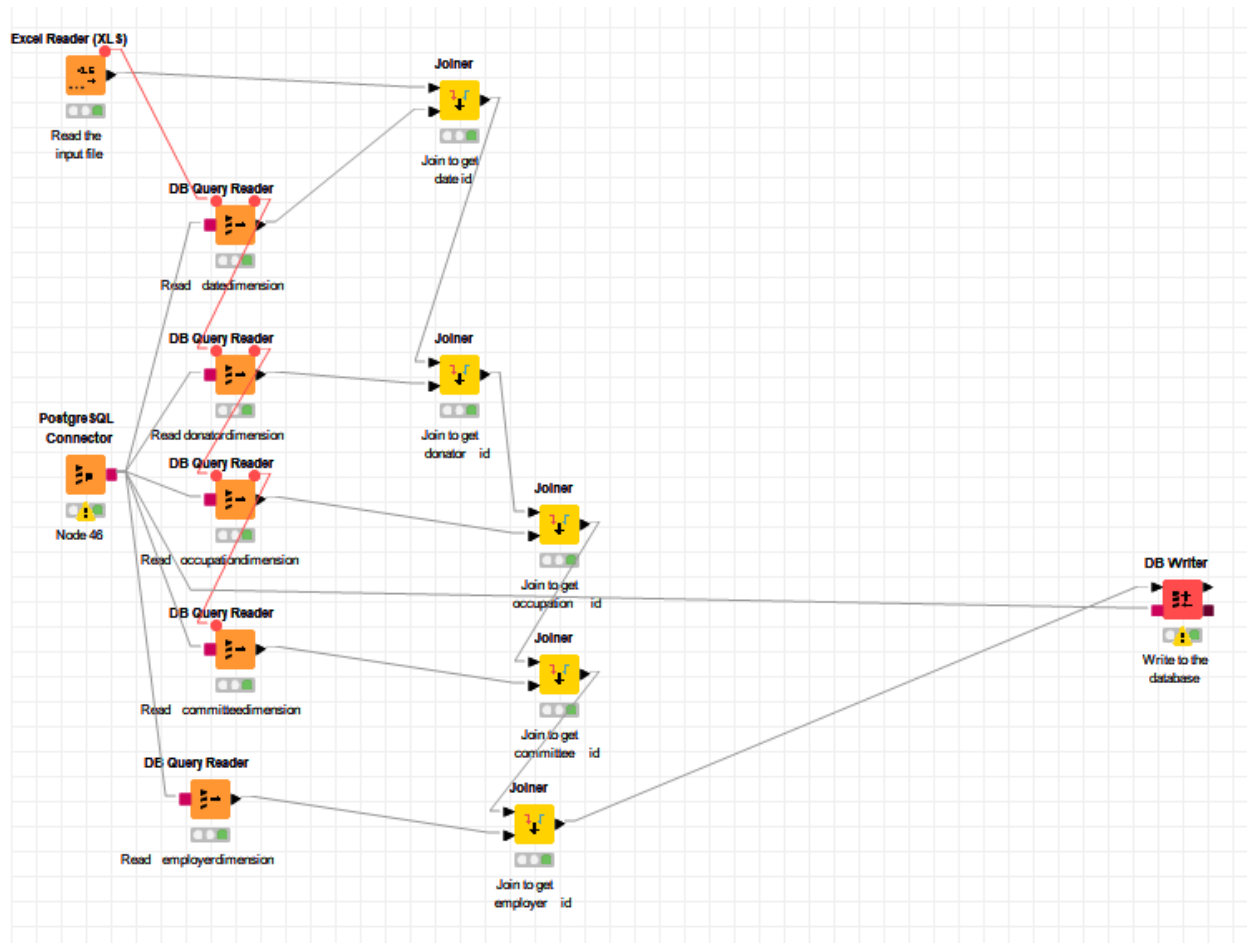 Excel Reader (XLS)
Read the
input file
Joiner
Join to get
date id
DB Query Reader
Read datedimension
DB Query Reader
Read donatordimension
Joiner
Join to get
donator id
PostgreSQL
Connector
Node 46
DB Query Reader
Read occupationdimension
Joiner
Join to get
occupation id
DB Writer
Write to the
database
DB Query Reader
Read committeedimension
Joiner
Join to get
committee id
DB Query Reader
Read employerdimension
Joiner
Join to get
employer id